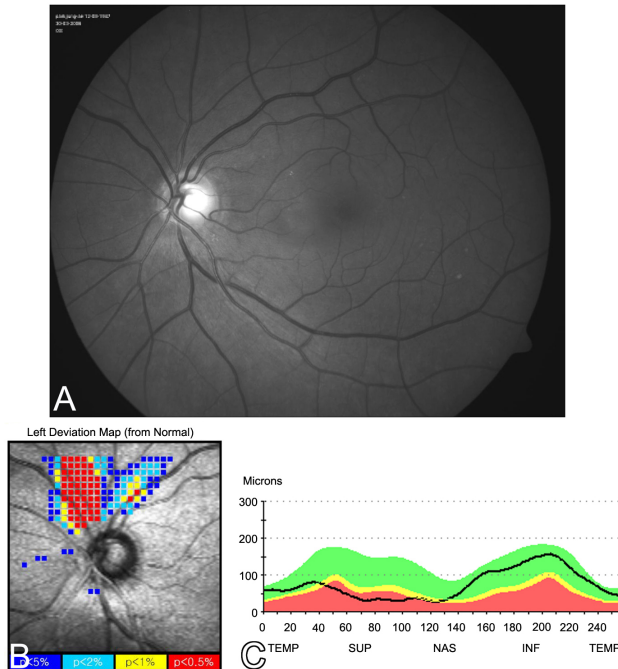 A
Left Deviation Map (from Normal)
B
p<5% p<2% p<1% p<0.5%
Microns
300
200
100
0
0 20 40 60 80 100 120 140 160 180 200 220 240
TEMP SUP NAS INF TEMP
C